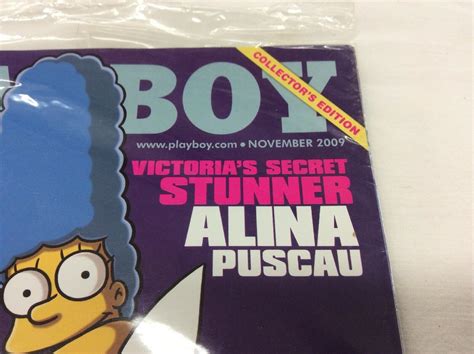 BOY
COLLECTOR'S EDITION
www.playboy.com • NOVEMBER 2009
VICTORIA'S SECRET
STUNNER
ALINA
PUSCAU